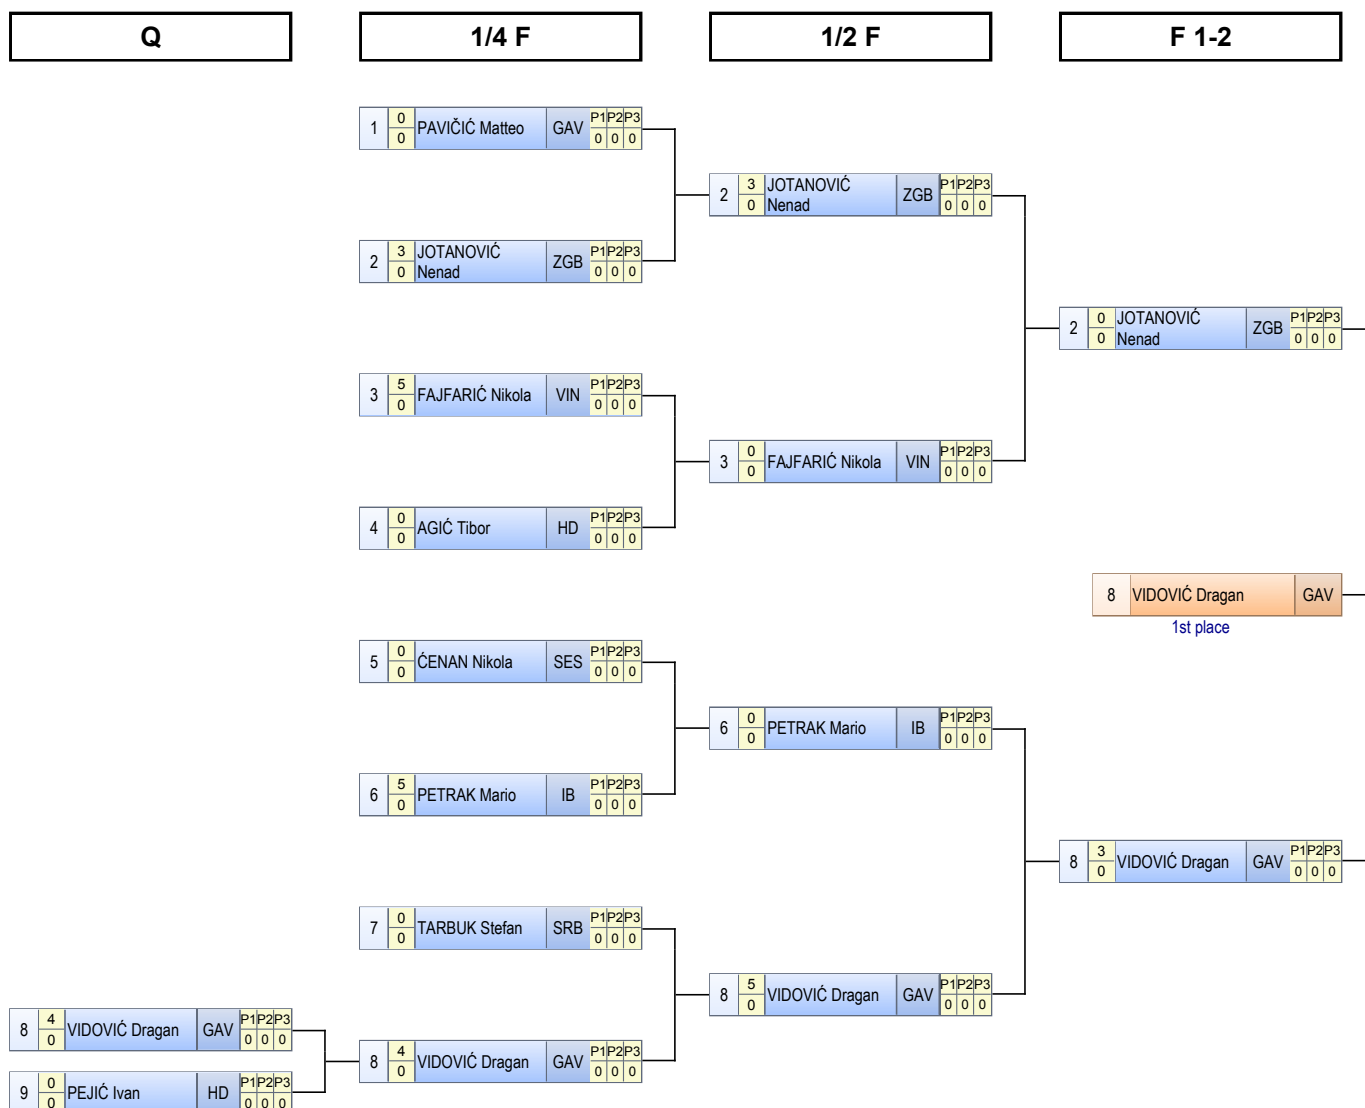 Q
1/4 F
1/2 F
F 1-2
1 0 PAVIČIĆ Matteo GAV P1 P2 P3
0 0 0 0
2 3 JOTANOVIĆ ZGB P1 P2 P3
0 Nenad 0 0 0
2 3 JOTANOVIĆ ZGB P1 P2 P3
0 Nenad 0 0 0
2 0 JOTANOVIĆ ZGB P1 P2 P3
0 Nenad 0 0 0
3 5 FAJFARIĆ Nikola VIN P1 P2 P3
0 0 0 0
3 0 FAJFARIĆ Nikola VIN P1 P2 P3
0 0 0 0
4 0 AGIĆ Tibor HD P1 P2 P3
0 0 0 0
8 VIDOVIĆ Dragan GAV
1st place
5 0 ĆENAN Nikola SES P1 P2 P3
0 0 0 0
6 0 PETRAK Mario IB P1 P2 P3
0 0 0 0
6 5 PETRAK Mario IB P1 P2 P3
0 0 0 0
8 3 VIDOVIĆ Dragan GAV P1 P2 P3
0 0 0 0
7 0 TARBUK Stefan SRB P1 P2 P3
0 0 0 0
8 5 VIDOVIĆ Dragan GAV P1 P2 P3
0 0 0 0
8 4 VIDOVIĆ Dragan GAV P1 P2 P3
0 0 0 0
8 4 VIDOVIĆ Dragan GAV P1 P2 P3
0 0 0 0
9 0 PEJIĆ Ivan HD P1 P2 P3
0 0 0 0